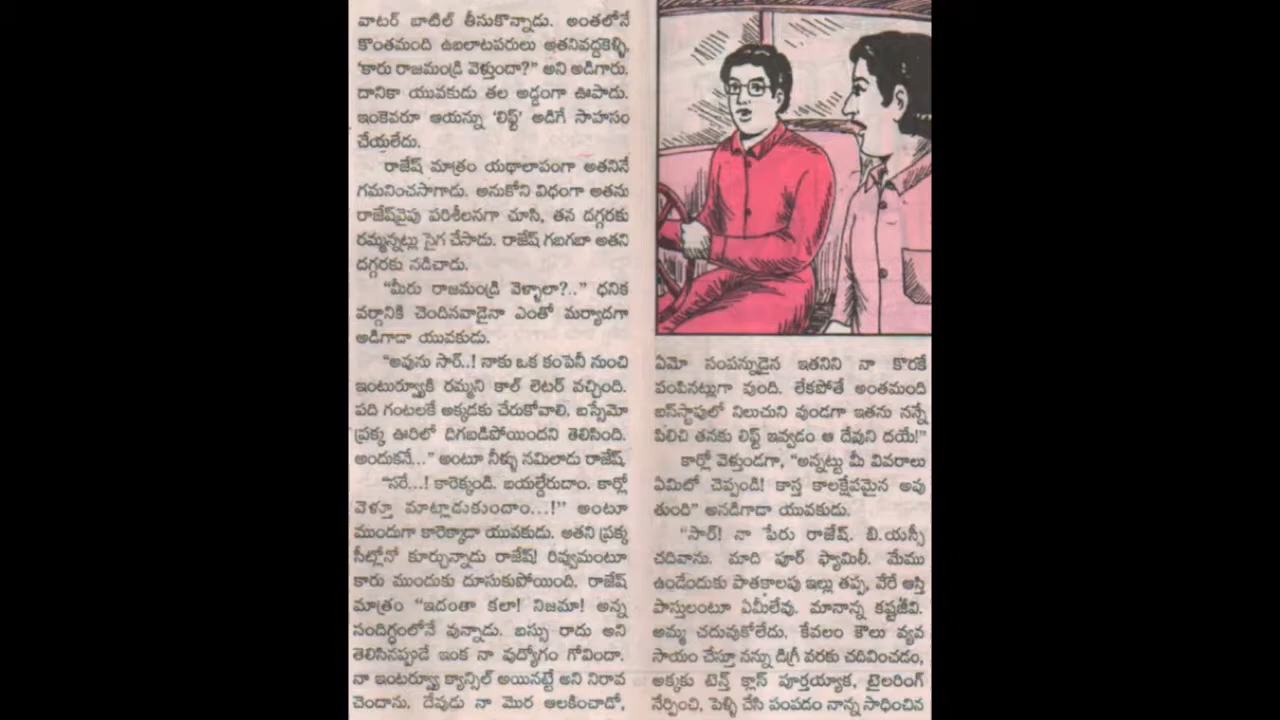 వాటర్ బాటిల్ తీసుకొన్నాడు. అంతలోనే
కొంతమంది ఉబలాటపరులు అతనివద్దకెళ్ళి,
‘కారు రాజమండ్రి వెళ్తుందా?” అని అడిగారు.
దానికా యువకుడు తల అడ్డంగా ఊపాడు.
ఇంకెవరూ ఆయన్ను ‘లిఫ్ట్’ అడిగే సాహసం
చేయలేదు.
రాజేష్ మాత్రం యథాలాపంగా అతనినే
గమనించసాగాడు. అనుకోని విధంగా అతను
రాజేష్‌వైపు పరిశీలనగా చూసి, తన దగ్గరకు
రమ్మన్నట్లు సైగ చేసాడు. రాజేష్ గబగబా అతని
దగ్గరకు నడిచాడు.
“మీరు రాజమండ్రి వెళ్ళాలా?..” ధనిక
వర్గానికి చెందినవాడైనా ఎంతో మర్యాదగా
అడిగాడా యువకుడు.
“అవును సార్..! నాకు ఒక కంపెనీ నుంచి
ఇంటుర్వ్యూకి రమ్మని కాల్ లెటర్ వచ్చింది.
పది గంటలకే అక్కడకు చేరుకోవాలి. బస్సేమో
ప్రక్క ఊరిలో దిగబడిపోయిందని తెలిసింది.
అందుకనే...” అంటూ నీళ్ళు నమిలాడు రాజేష్.
“సరే...! కారెక్కండి. బయల్దేరుదాం. కార్లో
వెళ్తూ మాట్లాడుకుందాం...!” అంటూ
ముందుగా కారెక్కాడా యువకుడు. అతని ప్రక్క
సీట్లోనో కూర్చున్నాడు రాజేష్! రివ్వుమంటూ
కారు ముందుకు దూసుకుపోయింది. రాజేష్
మాత్రం “ఇదంతా కలా! నిజమా! అన్న
సందిగ్ధంలోనే వున్నాడు. బస్సు రాదు అని
తెలిసినప్పుడే ఇంక నా వుద్యోగం గోవిందా.
నా ఇంటర్వ్యూ క్యాన్సిల్ అయినట్టే అని నిరావ
చెందాను. దేవుడు నా మొర ఆలకించాడో,
ఏమో సంపన్నుడైన ఇతనిని నా కొరకే
పంపినట్లుగా వుంది. లేకపోతే అంతమంది
బస్‌స్టాపులో నిలుచుని వుండగా ఇతను నన్నే
పిలిచి తనకు లిఫ్ట్ ఇవ్వడం ఆ దేవుని దయే!”
కార్లో వెళ్తుండగా, “అన్నట్టు మీ వివరాలు
ఏమిటో చెప్పండి! కాస్త కాలక్షేపమైన అవు
తుంది” అనడిగాదా యువకుడు.
“సార్! నా పేరు రాజేష్. బి.యస్సీ
చదివాను. మాది పూర్ ఫ్యామిలీ. మేము
ఉండేందుకు పాతకాలపు ఇల్లు తప్ప, వేరే ఆస్తి
పాస్తులంటూ ఏమీలేవు. మానాన్న కష్టజీవి.
అమ్మ చదువుకోలేదు. కేవలం కౌలు వ్యవ
సాయం చేస్తూ నన్ను డిగ్రీ వరకు చదివించడం,
అక్కకు టెన్త్ క్లాస్ పూర్తయ్యాక, టైలరింగ్
నేర్పించి, పెళ్ళి చేసి పంపదం నాన్న సాధించిన